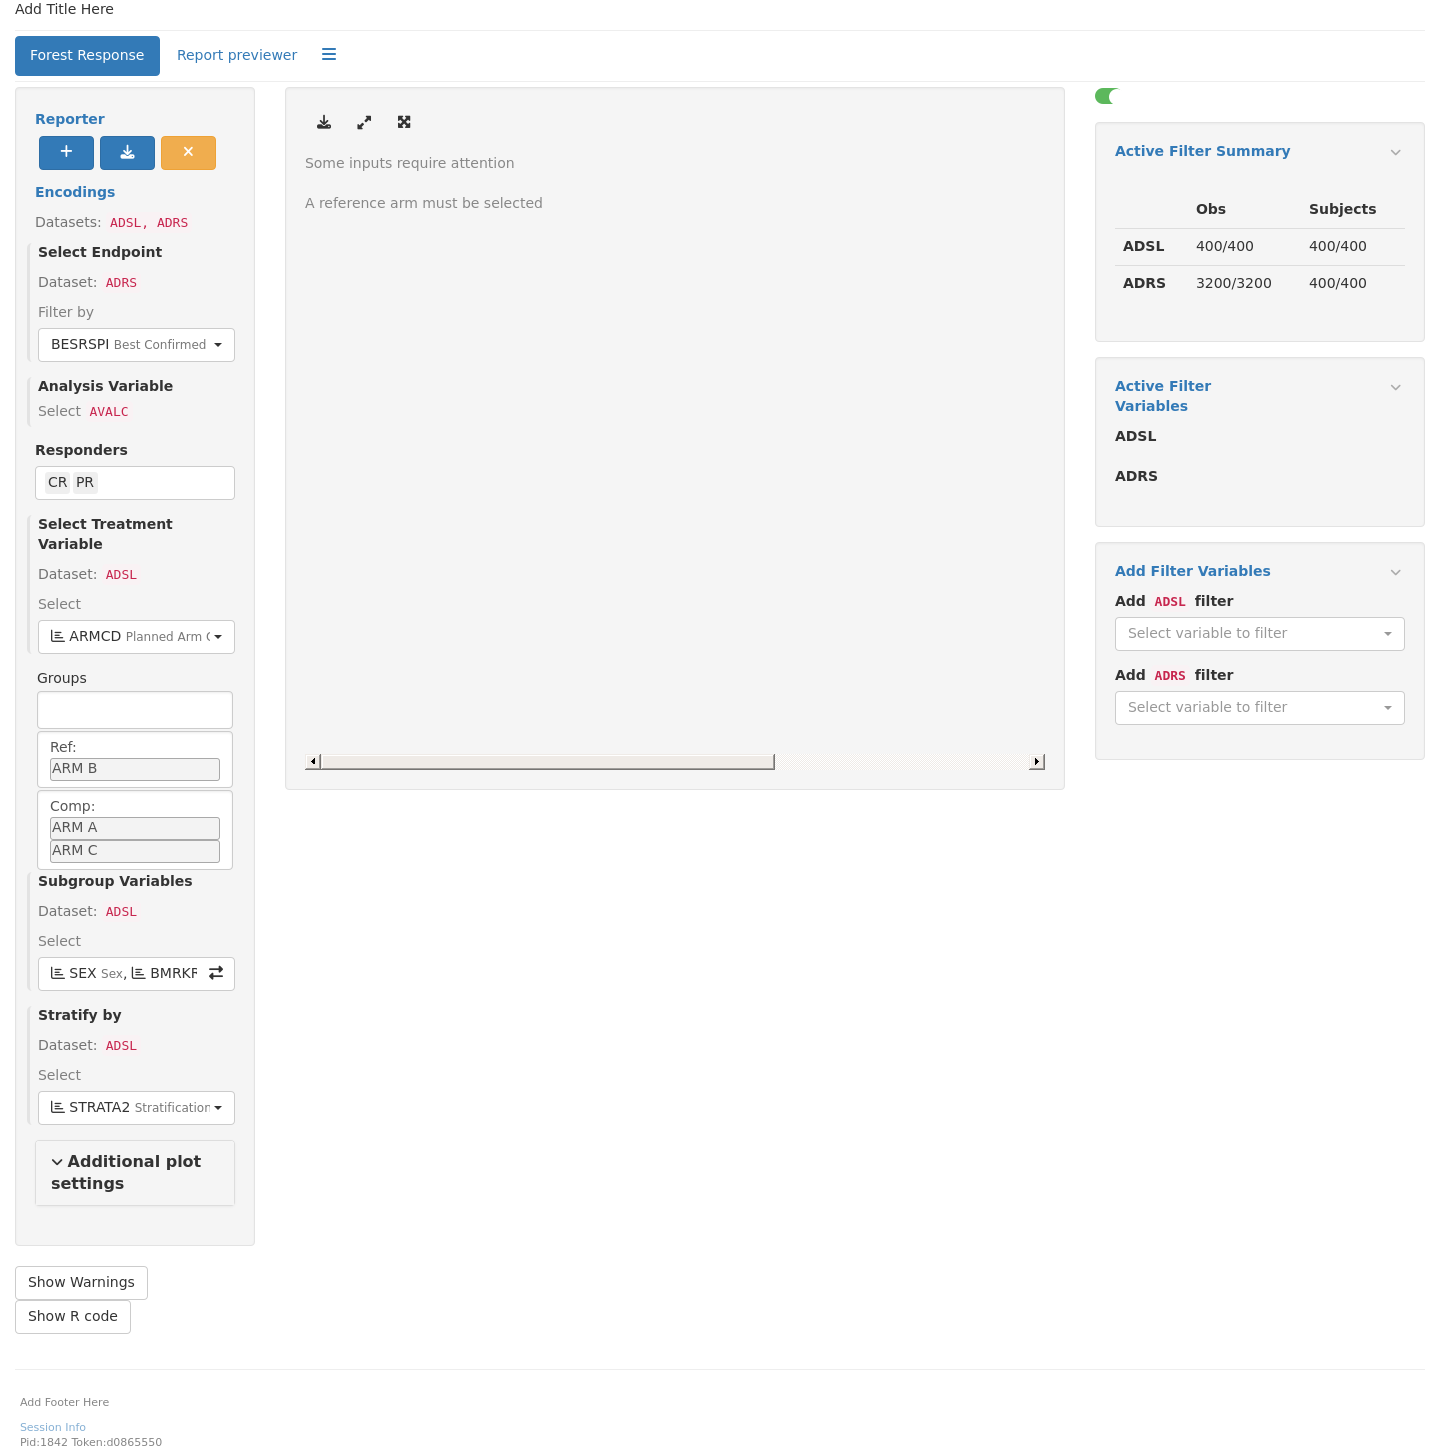 Add Title Here
Forest Response
Report previewer
Reporter
Encodings
Datasets: ADSL, ADRS
Select Endpoint
Dataset: ADRS
Filter by
BESRSPI Best Confirmed
Analysis Variable
Select AVALC
Responders
CR PR
Select Treatment
Variable
Dataset: ADSL
Select
ARMCD Planned Arm
Groups
Ref:
ARM B
Comp:
ARM A
ARM C
Subgroup Variables
Dataset: ADSL
Select
SEX Sex, BMRKR
Stratify by
Dataset: ADSL
Select
STRATA2 Stratification
Additional plot
settings
Show Warnings
Show R code
Some inputs require attention
A reference arm must be selected
Active Filter Summary
Obs Subjects
ADSL 400/400 400/400
ADRS 3200/3200 400/400
Active Filter
Variables
ADSL
ADRS
Add Filter Variables
Add ADSL filter
Select variable to filter
Add ADRS filter
Select variable to filter
Add Footer Here
Session Info
Pid:1842 Token:d0865550